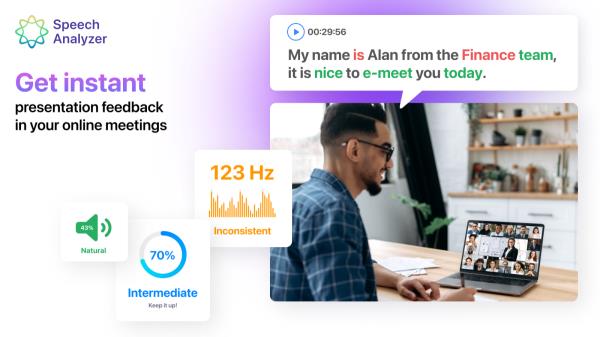 Speech
Analyzer
Get instant
presentation feedback
in your online meetings
00:29:56
My name is Alan from the Finance team,
it is nice to e-meet you today.
123 Hz
Inconsistent
43%
Natural
70%
Intermediate
Keep it up!